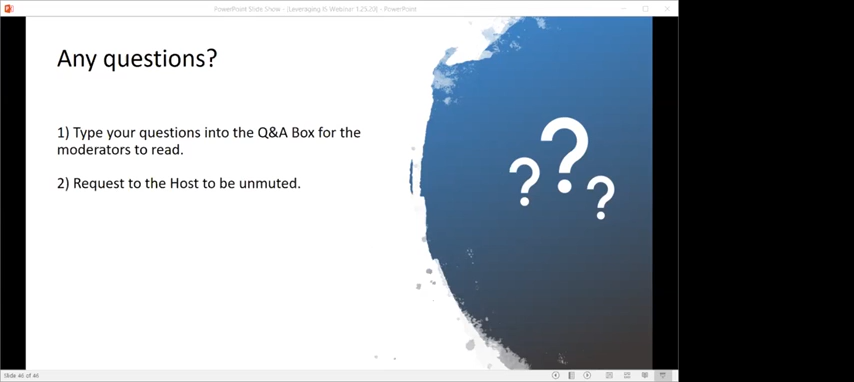 PowerPoint Slide Show - [Leveraging IS Webinar 1.25.20] - PowerPoint
Any questions?
1) Type your questions into the Q&A Box for the
moderators to read.
2) Request to the Host to be unmuted.
? ? ?
Slide 46 of 46